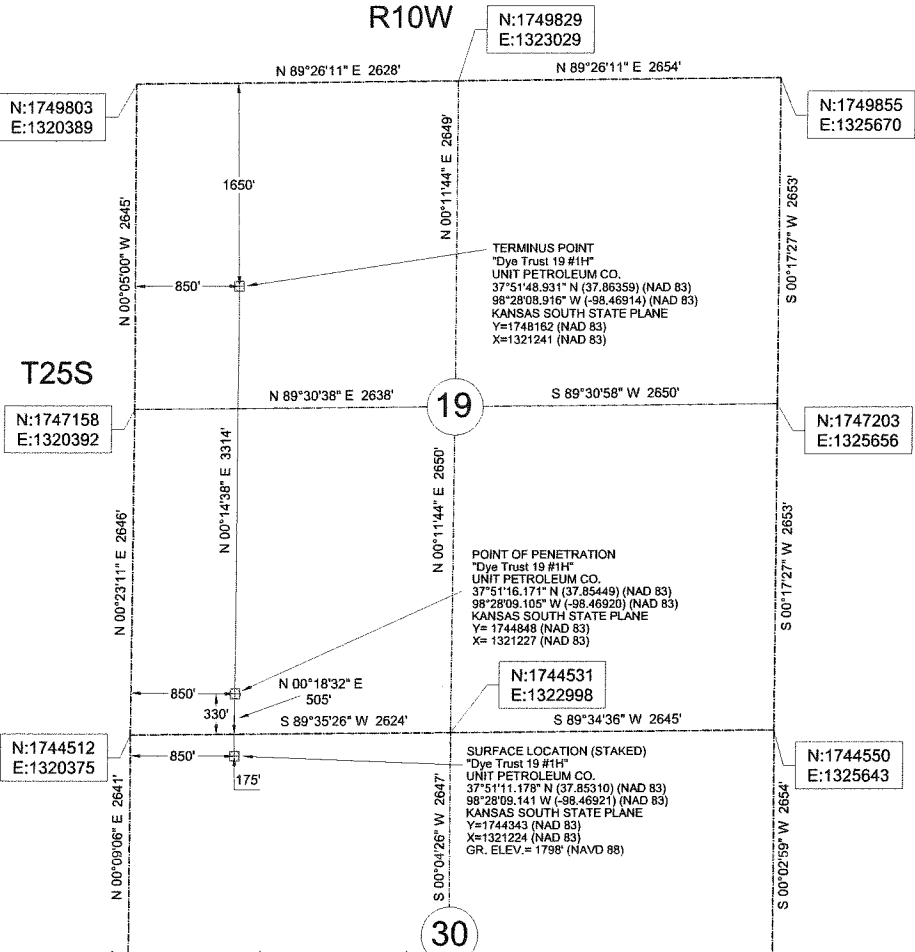 R10W
N:1749829
E:1323029
N 89°26'11" E 2628'
N 89°26'11" E 2654'
N:1749803
E:1320389
N:1749855
E:1325670
N 00°05'00" W 2645'
1650'
N 00°11'44" E 2649'
S 00°17'27" W 2653'
850'
TERMINUS POINT
"Dye Trust 19 #1H"
UNIT PETROLEUM CO.
37°51'48.931" N (37.86359) (NAD 83)
98°28'08.916" W (-98.46914) (NAD 83)
KANSAS SOUTH STATE PLANE
Y=1748162 (NAD 83)
X=1321241 (NAD 83)
T25S
N 89°30'38" E 2638'
19
S 89°30'58" W 2650'
N:1747158
E:1320392
N:1747203
E:1325656
N 00°23'11" E 2646'
N 00°14'38" E 3314'
N 00°11'44" E 2650'
S 00°17'27" W 2653'
POINT OF PENETRATION
"Dye Trust 19 #1H"
UNIT PETROLEUM CO.
37°51'16.171" N (37.85449) (NAD 83)
98°28'09.105" W (-98.46920) (NAD 83)
KANSAS SOUTH STATE PLANE
Y= 1744848 (NAD 83)
X= 1321227 (NAD 83)
850'
N 00°18'32" E
505'
330'
N:1744531
E:1322998
S 89°35'26" W 2624'
S 89°34'36" W 2645'
N:1744512
E:1320375
850'
175'
N:1744550
E:1325643
SURFACE LOCATION (STAKED)
"Dye Trust 19 #1H"
UNIT PETROLEUM CO.
37°51'11.178" N (37.85310) (NAD 83)
98°28'09.141 W (-98.46921) (NAD 83)
KANSAS SOUTH STATE PLANE
Y=1744343 (NAD 83)
X=1321224 (NAD 83)
GR. ELEV.= 1798' (NAVD 88)
N 00°09'06" E 2641'
S 00°04'26" W 2647'
S 00°02'59" W 2654'
30